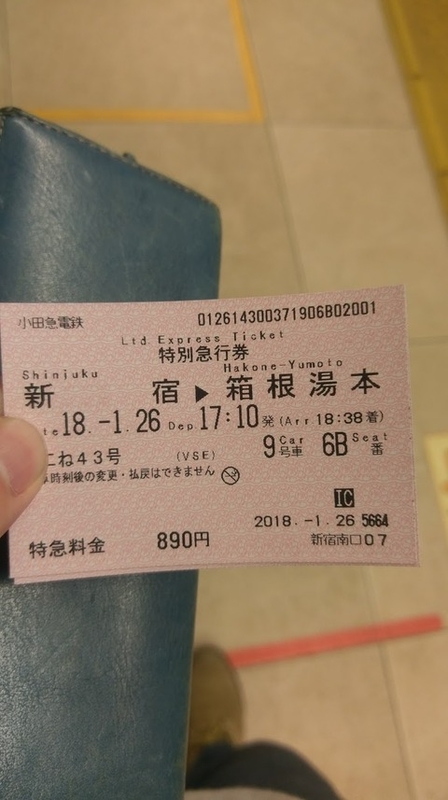 小田急電鉄 012614300371906B02001
Ltd.Express Ticket
特別急行券
Shinjuku Hakone-Yumoto
新宿▶箱根湯本
te 18.-1.26 Dep. 17:10発 (Arr 18:38着)
こね43号 (VSE) 9 Car 号車 6B Seat 番
時刻後の変更・払戻はできません
IC
2018.-1.26 5664
特急料金 890円 新宿南口07